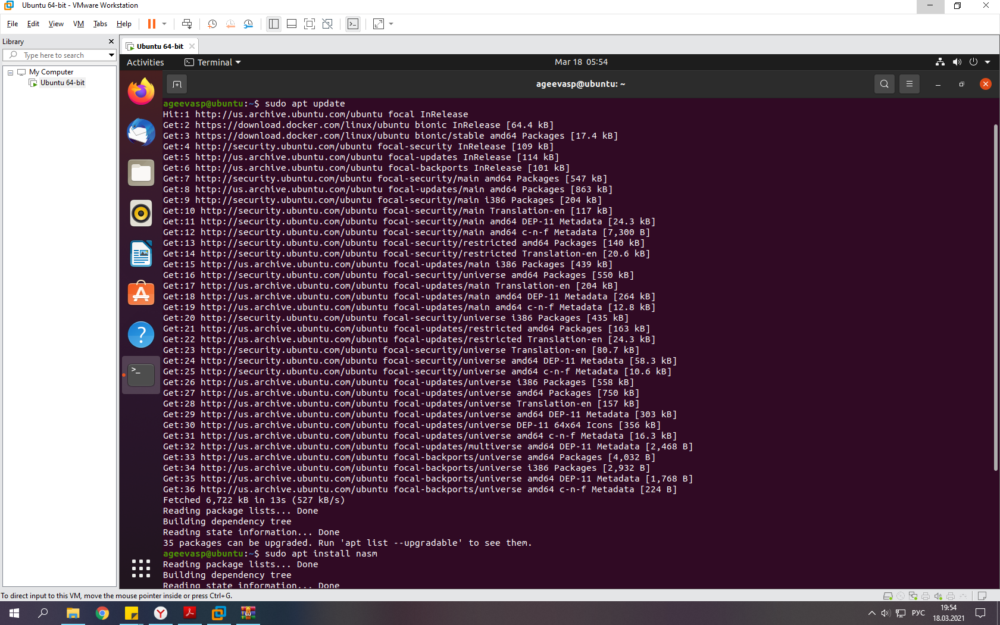 Ubuntu 64-bit - VMware Workstation
File Edit View VM Tabs Help
Library
Type here to search
My Computer
Ubuntu 64-bit
Ubuntu 64-bit
Activities Terminal Mar 18 05:54
ageevasp@ubuntu: ~
ageevasp@ubuntu:~$ sudo apt update
Hit:1 http://us.archive.ubuntu.com/ubuntu focal InRelease
Get:2 https://download.docker.com/linux/ubuntu bionic InRelease [64.4 kB]
Get:3 https://download.docker.com/linux/ubuntu bionic/stable amd64 Packages [17.4 kB]
Get:4 http://security.ubuntu.com/ubuntu focal-security InRelease [109 kB]
Get:5 http://us.archive.ubuntu.com/ubuntu focal-updates InRelease [114 kB]
Get:6 http://us.archive.ubuntu.com/ubuntu focal-backports InRelease [101 kB]
Get:7 http://security.ubuntu.com/ubuntu focal-security/main amd64 Packages [547 kB]
Get:8 http://us.archive.ubuntu.com/ubuntu focal-updates/main amd64 Packages [863 kB]
Get:9 http://security.ubuntu.com/ubuntu focal-security/main i386 Packages [204 kB]
Get:10 http://security.ubuntu.com/ubuntu focal-security/main Translation-en [117 kB]
Get:11 http://security.ubuntu.com/ubuntu focal-security/main amd64 DEP-11 Metadata [24.3 kB]
Get:12 http://security.ubuntu.com/ubuntu focal-security/main amd64 c-n-f Metadata [7,300 B]
Get:13 http://security.ubuntu.com/ubuntu focal-security/restricted amd64 Packages [140 kB]
Get:14 http://security.ubuntu.com/ubuntu focal-security/restricted Translation-en [20.6 kB]
Get:15 http://us.archive.ubuntu.com/ubuntu focal-updates/main i386 Packages [439 kB]
Get:16 http://security.ubuntu.com/ubuntu focal-security/universe amd64 Packages [550 kB]
Get:17 http://us.archive.ubuntu.com/ubuntu focal-updates/main Translation-en [204 kB]
Get:18 http://us.archive.ubuntu.com/ubuntu focal-updates/main amd64 DEP-11 Metadata [264 kB]
Get:19 http://us.archive.ubuntu.com/ubuntu focal-updates/main amd64 c-n-f Metadata [12.8 kB]
Get:20 http://security.ubuntu.com/ubuntu focal-security/universe i386 Packages [435 kB]
Get:21 http://us.archive.ubuntu.com/ubuntu focal-updates/restricted amd64 Packages [163 kB]
Get:22 http://us.archive.ubuntu.com/ubuntu focal-updates/restricted Translation-en [24.3 kB]
Get:23 http://security.ubuntu.com/ubuntu focal-security/universe Translation-en [80.7 kB]
Get:24 http://security.ubuntu.com/ubuntu focal-security/universe amd64 DEP-11 Metadata [58.3 kB]
Get:25 http://security.ubuntu.com/ubuntu focal-security/universe amd64 c-n-f Metadata [10.6 kB]
Get:26 http://us.archive.ubuntu.com/ubuntu focal-updates/universe i386 Packages [558 kB]
Get:27 http://us.archive.ubuntu.com/ubuntu focal-updates/universe amd64 Packages [750 kB]
Get:28 http://us.archive.ubuntu.com/ubuntu focal-updates/universe Translation-en [157 kB]
Get:29 http://us.archive.ubuntu.com/ubuntu focal-updates/universe amd64 DEP-11 Metadata [303 kB]
Get:30 http://us.archive.ubuntu.com/ubuntu focal-updates/universe DEP-11 64x64 Icons [356 kB]
Get:31 http://us.archive.ubuntu.com/ubuntu focal-updates/universe amd64 c-n-f Metadata [16.3 kB]
Get:32 http://us.archive.ubuntu.com/ubuntu focal-updates/multiverse amd64 DEP-11 Metadata [2,468 B]
Get:33 http://us.archive.ubuntu.com/ubuntu focal-backports/universe amd64 Packages [4,032 B]
Get:34 http://us.archive.ubuntu.com/ubuntu focal-backports/universe i386 Packages [2,932 B]
Get:35 http://us.archive.ubuntu.com/ubuntu focal-backports/universe amd64 DEP-11 Metadata [1,768 B]
Get:36 http://us.archive.ubuntu.com/ubuntu focal-backports/universe amd64 c-n-f Metadata [224 B]
Fetched 6,722 kB in 13s (527 kB/s)
Reading package lists... Done
Building dependency tree
Reading state information... Done
35 packages can be upgraded. Run 'apt list --upgradable' to see them.
ageevasp@ubuntu:~$ sudo apt install nasm
Reading package lists... Done
Building dependency tree
Reading state information... Done
To direct input to this VM, move the mouse pointer inside or press Ctrl+G.
РУС
19:54
18.03.2021